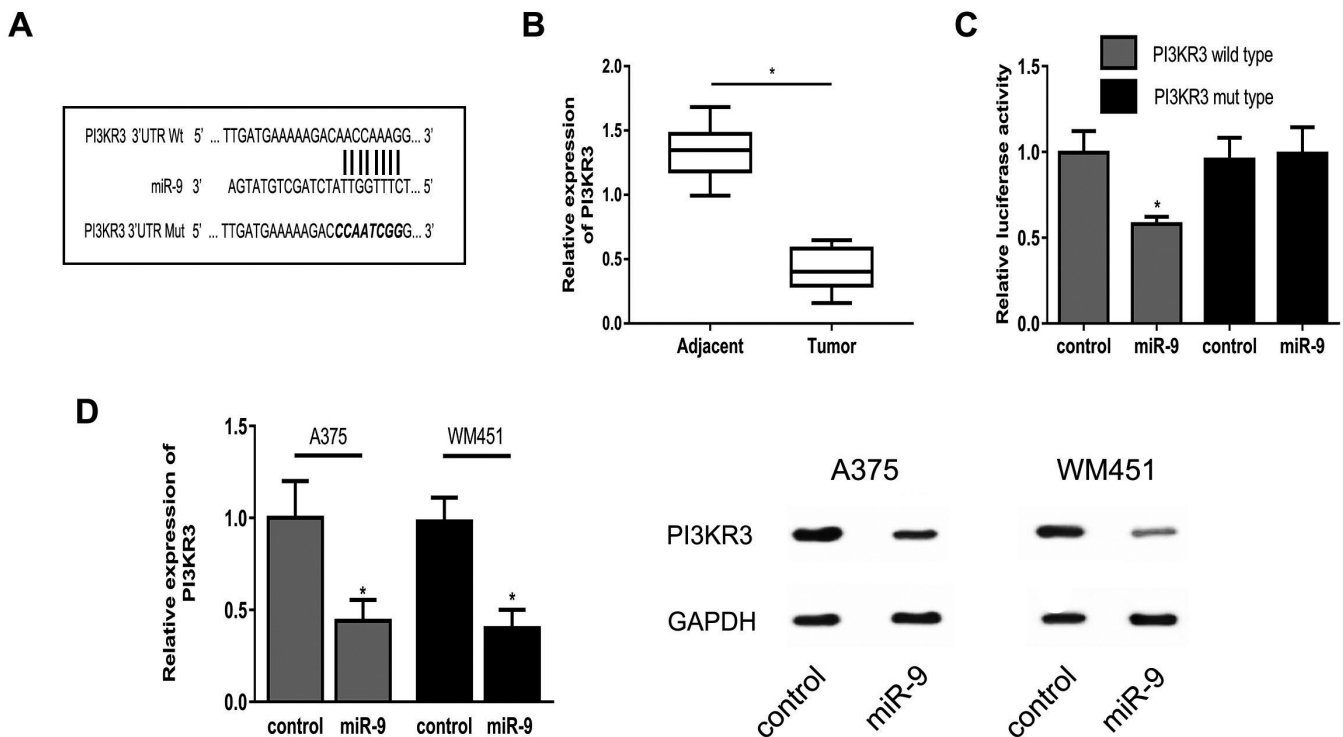 A
PI3KR3 3'UTR Wt 5' ... TTGATGAAAAAGACAACCAAAGG... 3'
miR-9 3' AGTATGTCGATCTATTGGTTTCT... 5'
PI3KR3 3'UTR Mut 5' ... TTGATGAAAAAGACCCAATCGGG... 3'
B
Relative expression
of PI3KR3
2.0
1.5
1.0
0.5
0.0
*
Adjacent Tumor
C
PI3KR3 wild type
PI3KR3 mut type
Relative luciferase activity
1.5
1.0
0.5
0.0
*
control miR-9 control miR-9
D
Relative expression of
PI3KR3
1.5
1.0
0.5
0.0
A375 WM451
* *
control miR-9 control miR-9
A375 WM451
PI3KR3
GAPDH
control miR-9 control miR-9